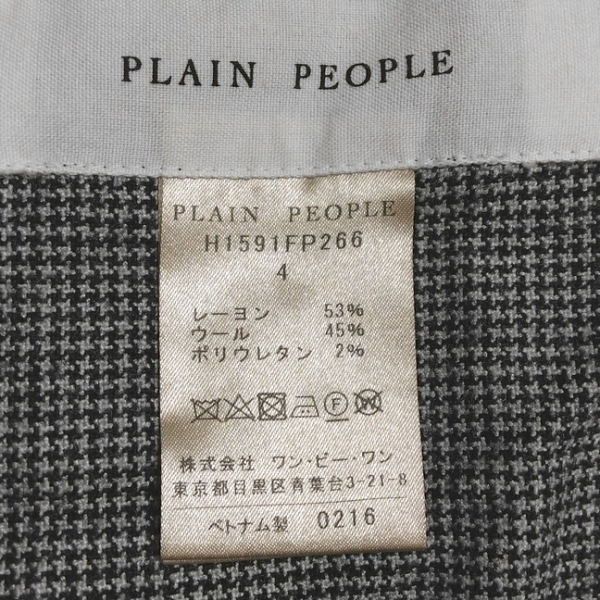 PLAIN PEOPLE
PLAIN PEOPLE
H1591FP266
4
レーヨン 53%
ウール 45%
ポリウレタン 2%
F W
株式会社 ワン・ビー・ワン
東京都目黒区青葉台3-21-8
ベトナム製 0216